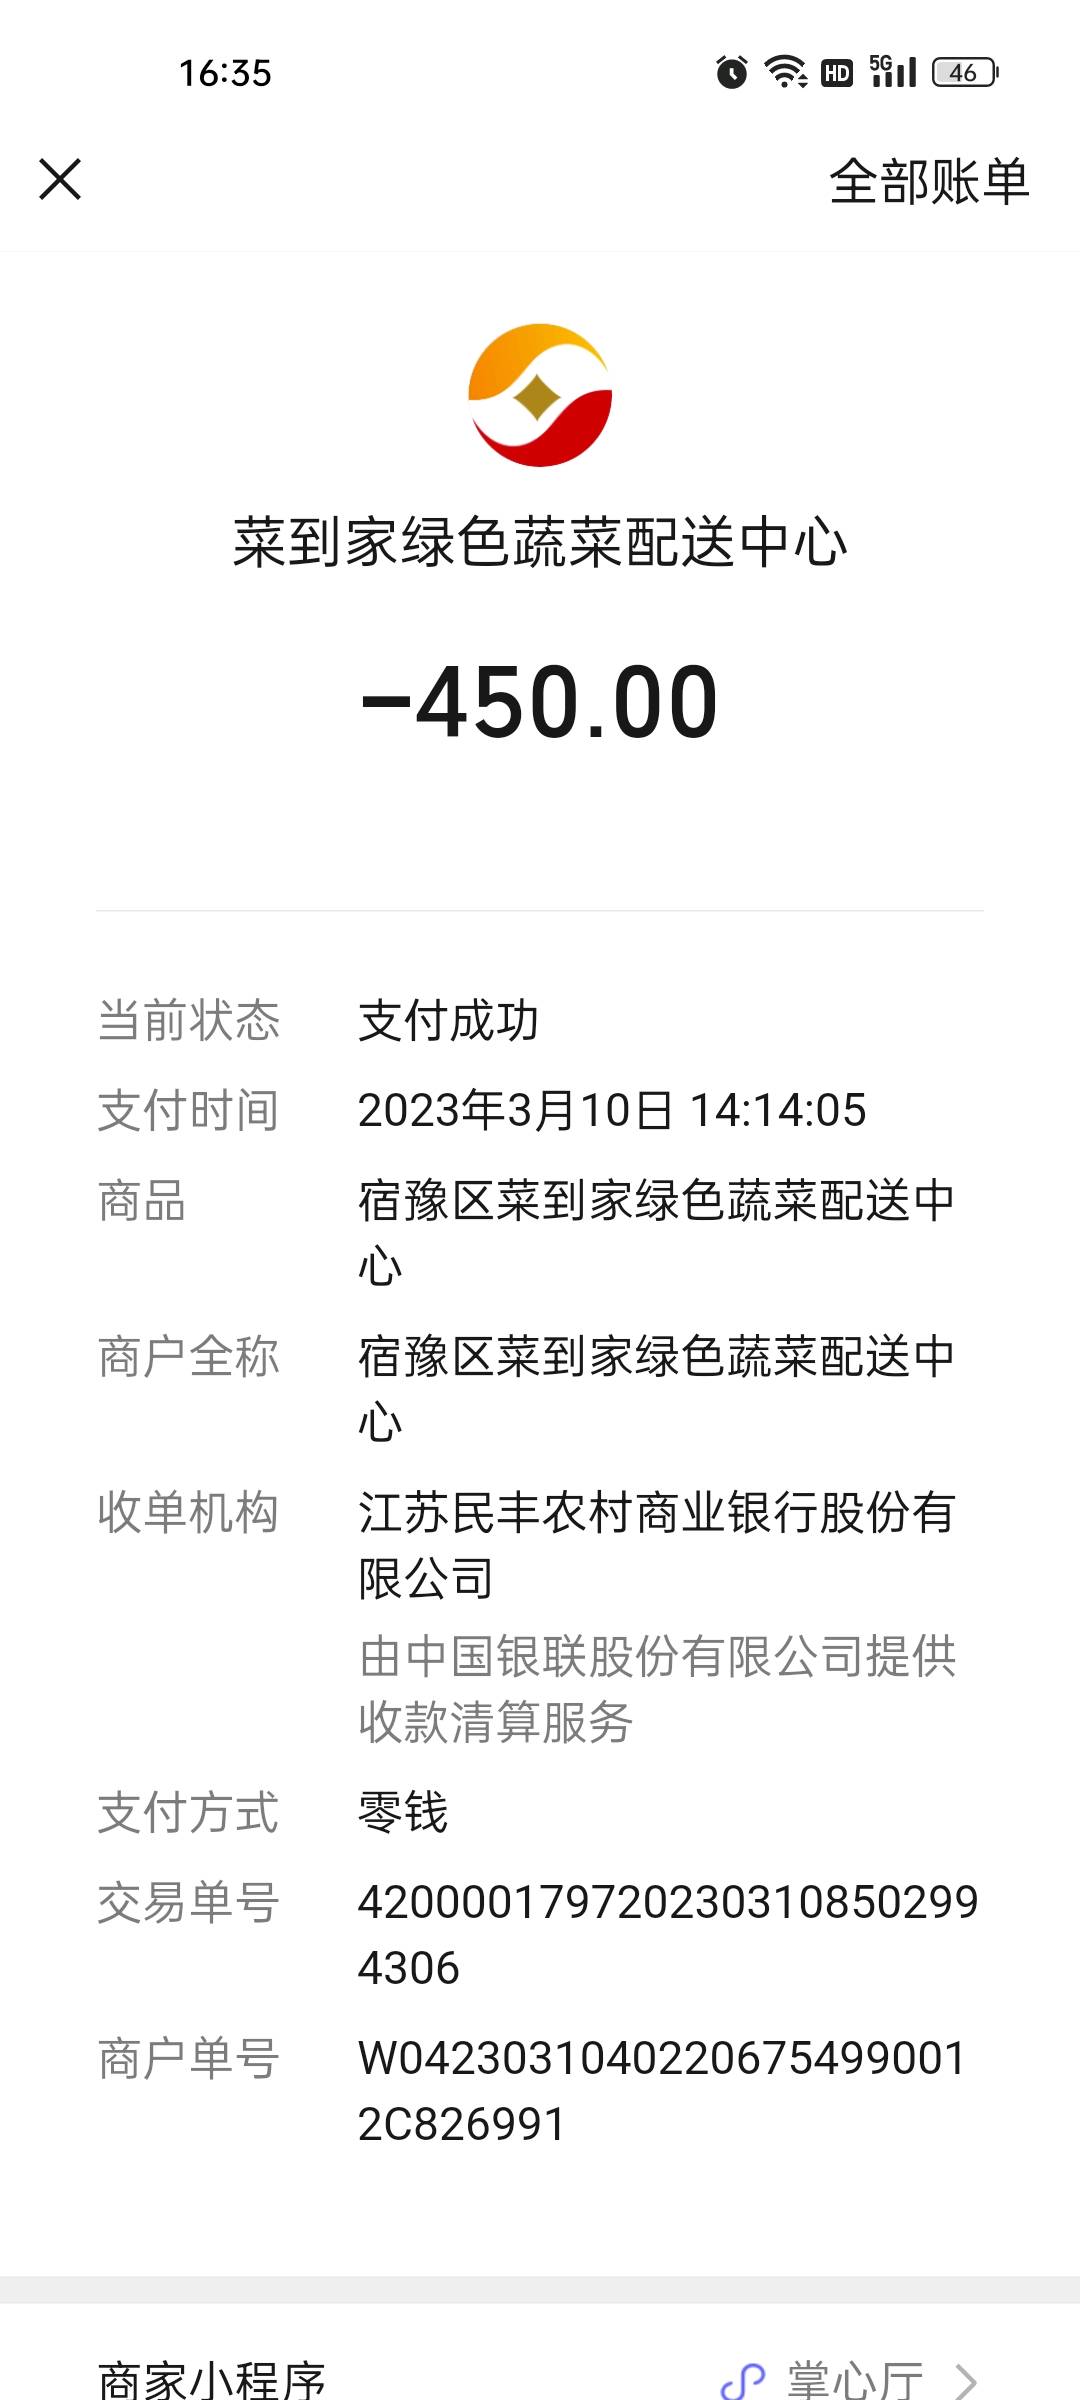 16:35
HD
5G
46
全部账单
菜到家绿色蔬菜配送中心
-450.00
当前状态 支付成功
支付时间 2023年3月10日 14:14:05
商品 宿豫区菜到家绿色蔬菜配送中
心
商户全称 宿豫区菜到家绿色蔬菜配送中
心
收单机构 江苏民丰农村商业银行股份有
限公司
由中国银联股份有限公司提供
收款清算服务
支付方式 零钱
交易单号 420000179720230310850299
4306
商户单号 W0423031040220675499001
2C826991
商家小程序 掌心厅